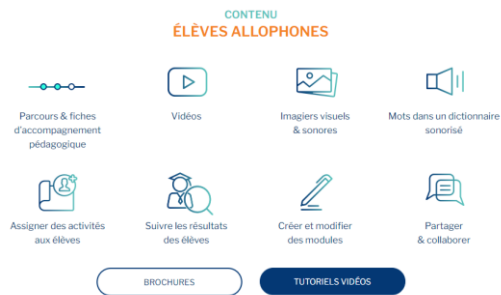 CONTENU
ÉLÈVES ALLOPHONES
Parcours & fiches
d'accompagnement
pédagogique
Vidéos
Imagiers visuels
& sonores
Mots dans un dictionnaire
sonorisé
Assigner des activités
aux élèves
Suivre les résultats
des élèves
Créer et modifier
des modules
Partager
& collaborer
BROCHURES
TUTORIELS VIDÉOS